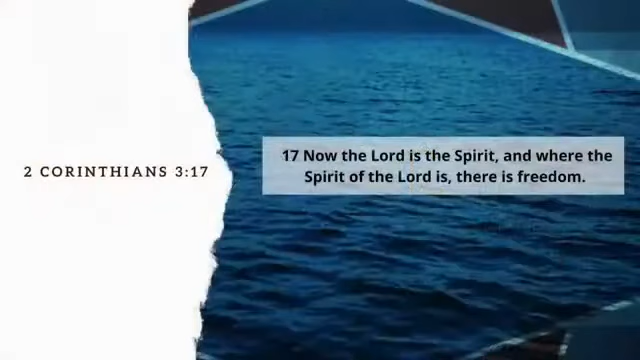 2 CORINTHIANS 3:17
17 Now the Lord is the Spirit, and where the
Spirit of the Lord is, there is freedom.